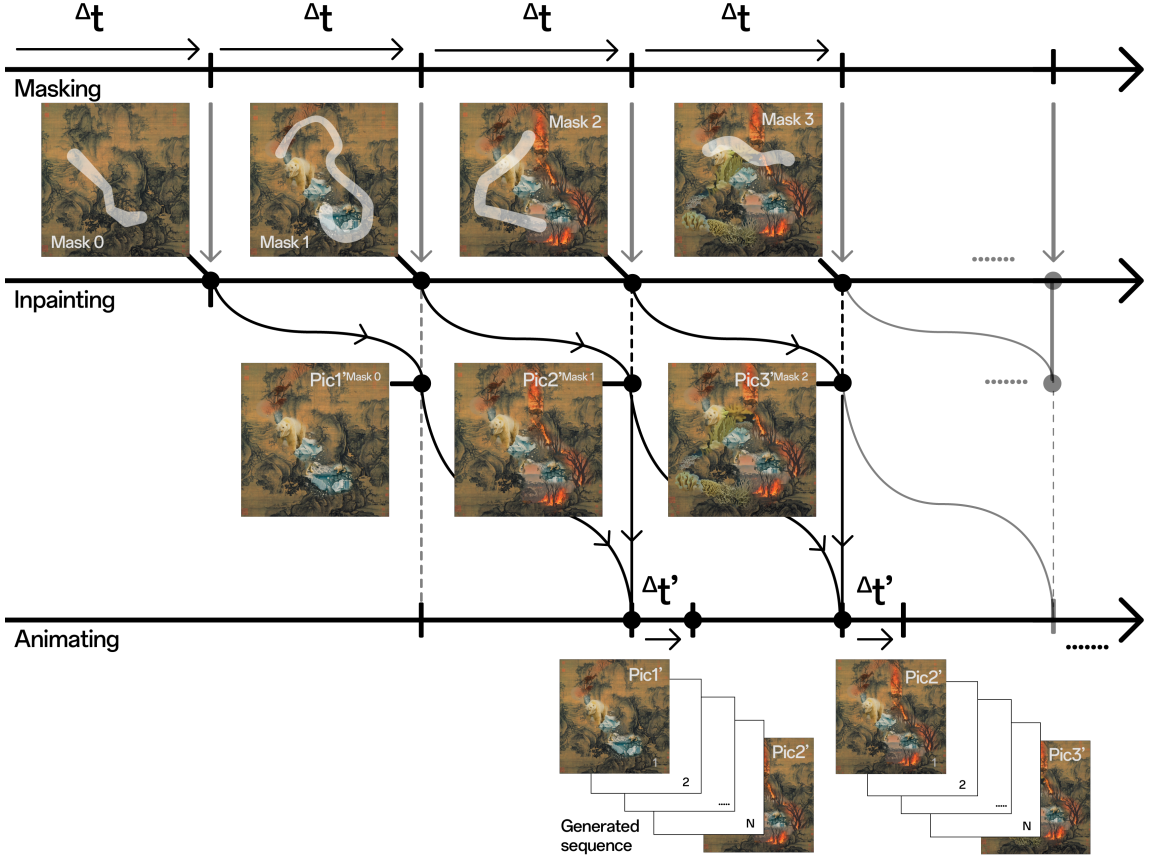 Δt
Δt
Δt
Δt
Masking
Mask 0
Mask 1
Mask 2
Mask 3
.......
Inpainting
Pic1'Mask 0
Pic2'Mask 1
Pic3'Mask 2
.......
Δt'
Δt'
Animating
.......
Pic1'
1
2
.....
N
Pic2'
Generated
sequence
Pic2'
1
2
.....
N
Pic3'